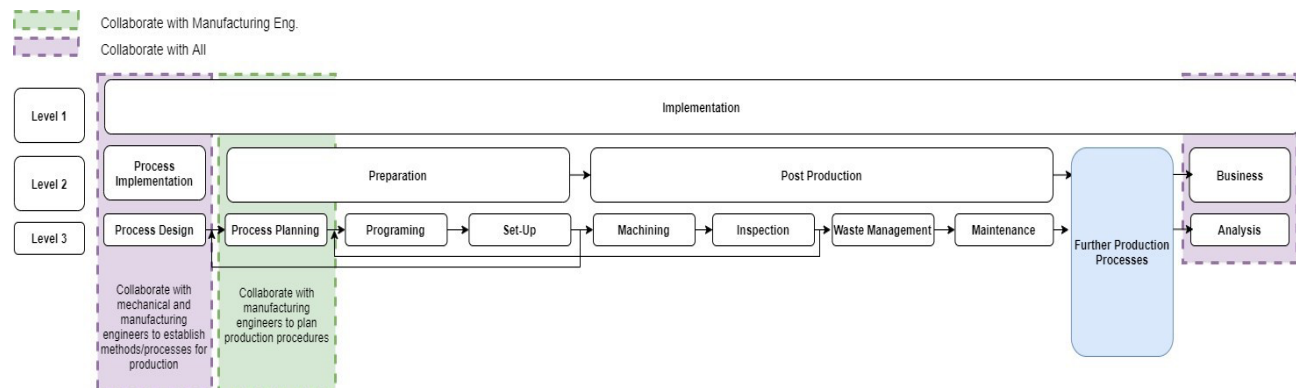 Collaborate with Manufacturing Eng.
Collaborate with All
Level 1
Implementation
Level 2
Process
Implementation
Preparation
Post Production
Business
Level 3
Process Design
Process Planning
Programing
Set-Up
Machining
Inspection
Waste Management
Maintenance
Further Production
Processes
Analysis
Collaborate with
mechanical and
manufacturing
engineers to establish
methods/processes for
production
Collaborate with
manufacturing
engineers to plan
production procedures